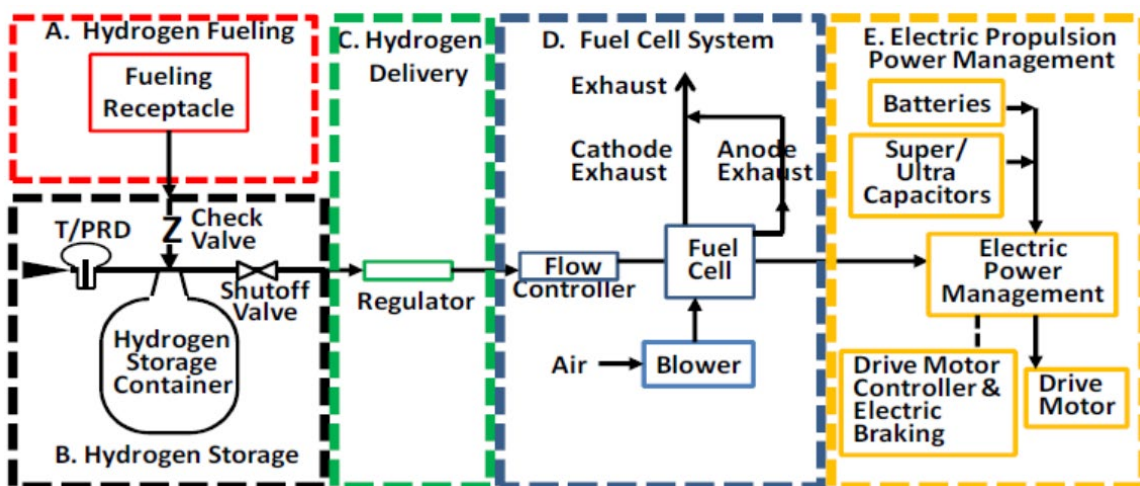 A. Hydrogen Fueling
Fueling
Receptacle
T/PRD
Z
Check
Valve
Shutoff
Valve
Hydrogen
Storage
Container
B. Hydrogen Storage
C. Hydrogen
Delivery
Regulator
D. Fuel Cell System
Exhaust
Cathode
Exhaust
Anode
Exhaust
Flow
Controller
Fuel
Cell
Air
Blower
E. Electric Propulsion
Power Management
Batteries
Super/
Ultra
Capacitors
Electric
Power
Management
Drive Motor
Controller &
Electric
Braking
Drive
Motor